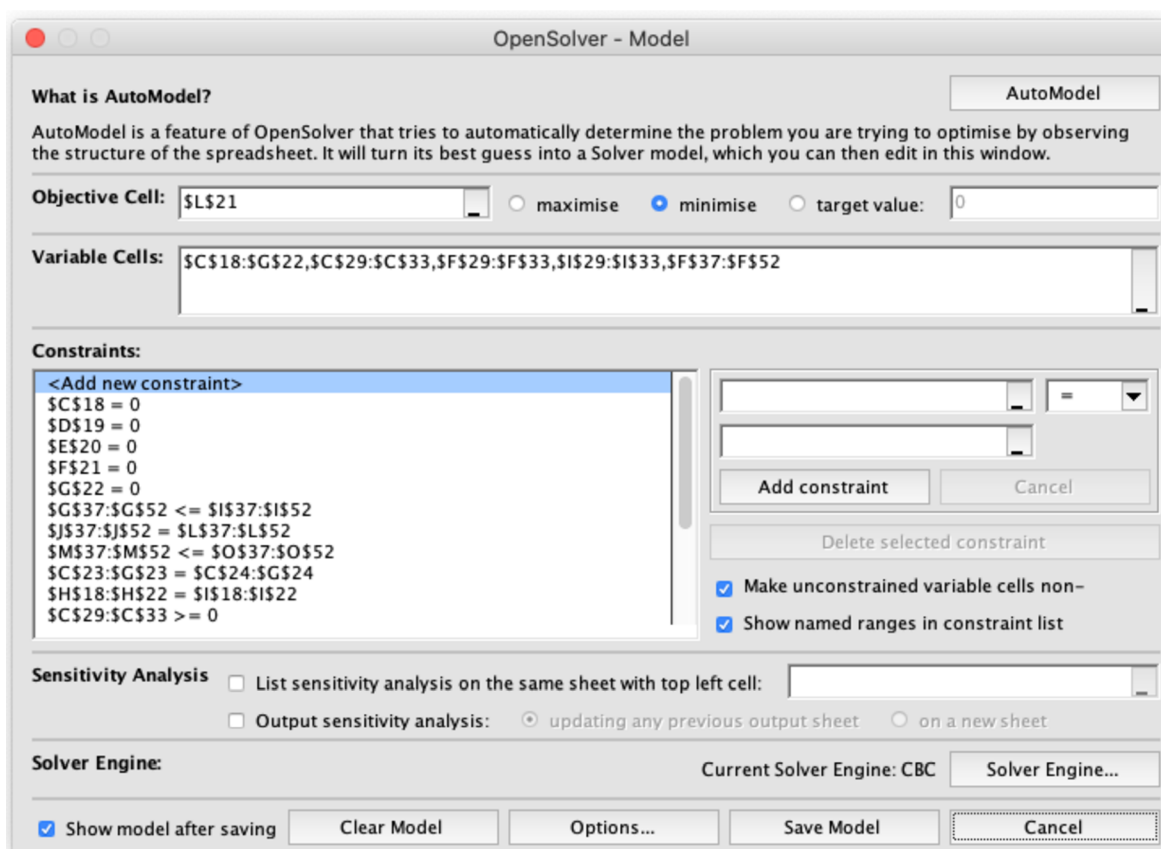 OpenSolver - Model
What is AutoModel?
AutoModel
AutoModel is a feature of OpenSolver that tries to automatically determine the problem you are trying to optimise by observing
the structure of the spreadsheet. It will turn its best guess into a Solver model, which you can then edit in this window.
Objective Cell: $L$21 maximise minimise target value: 0
Variable Cells: $C$18:$G$22,$C$29:$C$33,$F$29:$F$33,$I$29:$I$33,$F$37:$F$52
Constraints:
<Add new constraint>
$C$18 = 0
$D$19 = 0
$E$20 = 0
$F$21 = 0
$G$22 = 0
$G$37:$G$52 <= $I$37:$I$52
$J$37:$J$52 = $L$37:$L$52
$M$37:$M$52 <= $O$37:$O$52
$C$23:$G$23 = $C$24:$G$24
$H$18:$H$22 = $I$18:$I$22
$C$29:$C$33 >= 0
=
Add constraint Cancel
Delete selected constraint
Make unconstrained variable cells non-
Show named ranges in constraint list
Sensitivity Analysis List sensitivity analysis on the same sheet with top left cell:
Output sensitivity analysis: updating any previous output sheet on a new sheet
Solver Engine:
Current Solver Engine: CBC Solver Engine...
Show model after saving Clear Model Options... Save Model Cancel